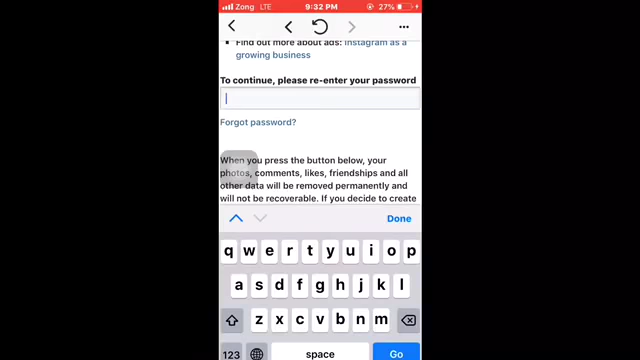 Zong LTE 9:32 PM 27%
Find out more about ads: Instagram as a
growing business
To continue, please re-enter your password
Forgot password?
When you press the button below, your
photos, comments, likes, friendships and all
other data will be removed permanently and
will not be recoverable. If you decide to create
Done
q w e r t y u i o p
a s d f g h j k l
z x c v b n m
123 space Go